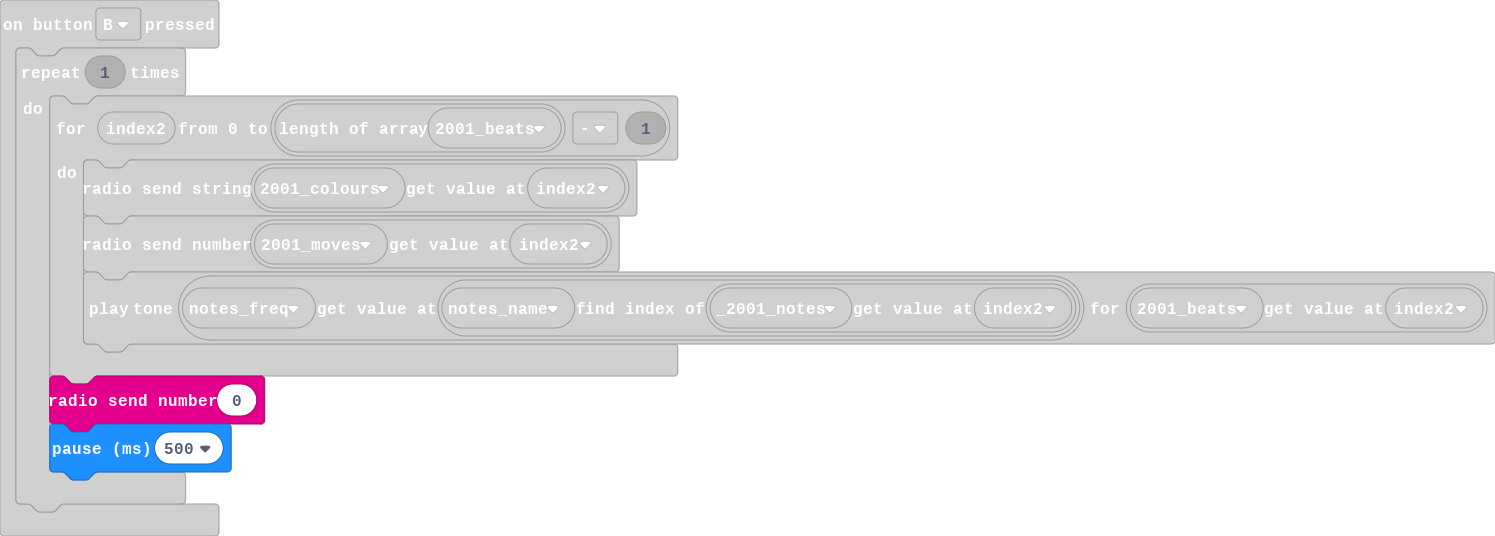 on button B pressed
repeat 1 times
do
for index2 from 0 to length of array 2001_beats - 1
do
radio send string 2001_colours get value at index2
radio send number 2001_moves get value at index2
play tone notes_freq get value at notes_name find index of _2001_notes get value at index2 for 2001_beats get value at index2
radio send number 0
pause (ms) 500